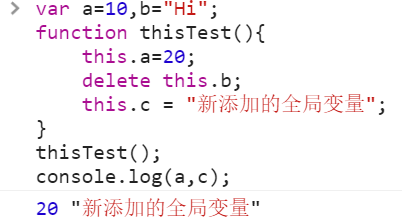 > var a=10,b="Hi";
function thisTest(){
    this.a=20;
    delete this.b;
    this.c = "新添加的全局变量";
}
thisTest();
console.log(a,c);
20 "新添加的全局变量"